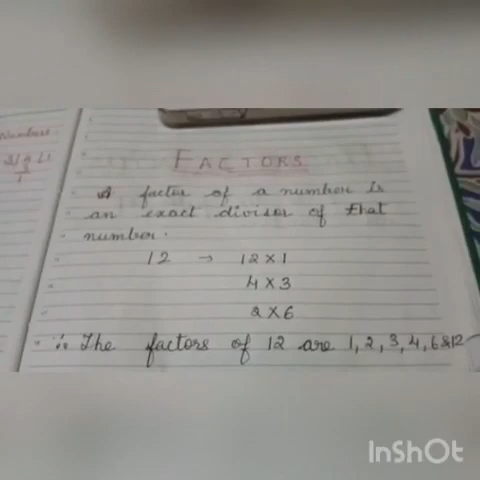 Numbers
FACTORS
A factor of a number is
an exact divisor of that
number.
12 → 12 × 1
4 × 3
2 × 6
∴ The factors of 12 are 1, 2, 3, 4, 6 & 12
InShOt